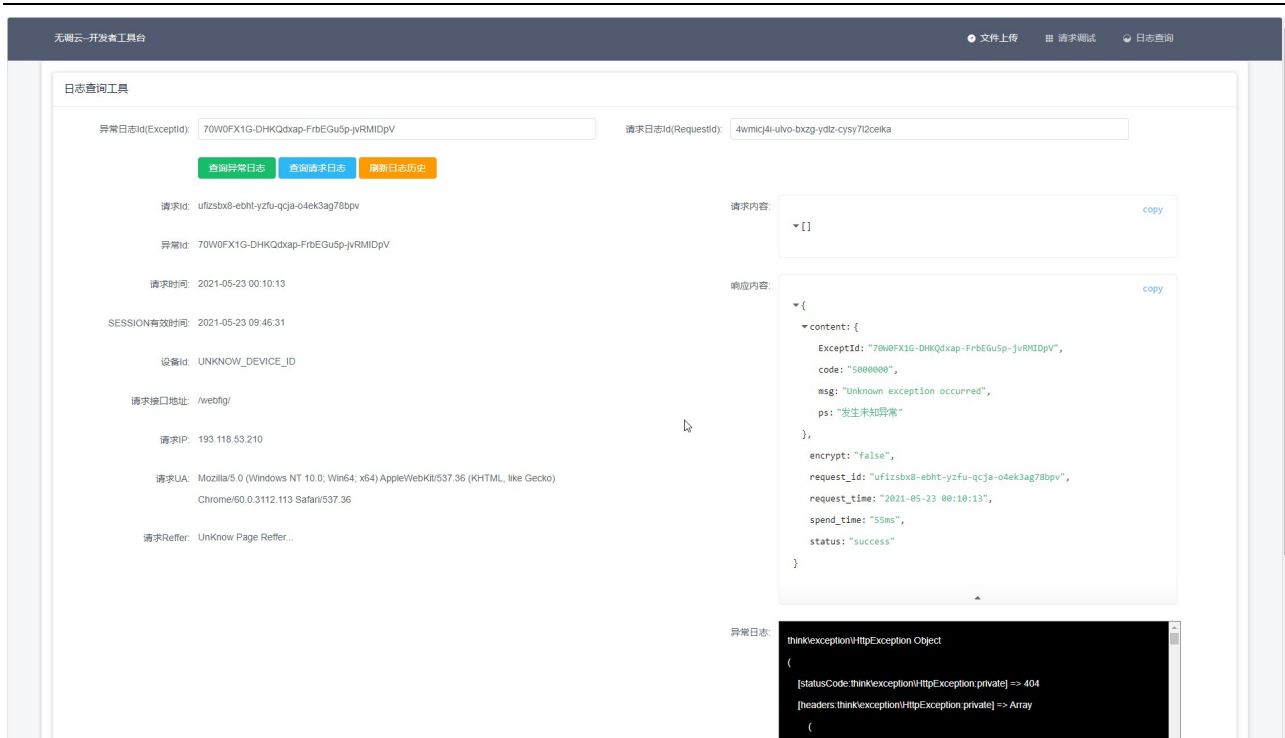 无调云--开发者工具台
文件上传 请求调试 日志查询
日志查询工具
异常日志Id(ExceptId): 70W0FX1G-DHKQdxap-FrbEGu5p-jvRMIDpV
请求日志Id(RequestId): 4wmicj4i-ulvo-bxzg-ydlz-cysy7l2ceika
查询异常日志 查询请求日志 刷新日志历史
请求Id: ufizsbx8-ebht-yzfu-qcja-o4ek3ag78bpv
异常Id: 70W0FX1G-DHKQdxap-FrbEGu5p-jvRMIDpV
请求时间: 2021-05-23 00:10:13
SESSION有效时间: 2021-05-23 09:46:31
设备Id: UNKNOW_DEVICE_ID
请求接口地址: /webfig/
请求IP: 193.118.53.210
请求UA: Mozilla/5.0 (Windows NT 10.0; Win64; x64) AppleWebKit/537.36 (KHTML, like Gecko)
Chrome/60.0.3112.113 Safari/537.36
请求Reffer: UnKnow Page Reffer...
请求内容:
copy
[]
响应内容:
copy
{
content: {
ExceptId: "70W0FX1G-DHKQdxap-FrbEGu5p-jvRMIDpV",
code: "5000000",
msg: "Unknown exception occurred",
ps: "发生未知异常"
},
encrypt: "false",
request_id: "ufizsbx8-ebht-yzfu-qcja-o4ek3ag78bpv",
request_time: "2021-05-23 00:10:13",
spend_time: "55ms",
status: "success"
}
异常日志:
think\exception\HttpException Object
(
[statusCode:think\exception\HttpException:private] => 404
[headers:think\exception\HttpException:private] => Array
(